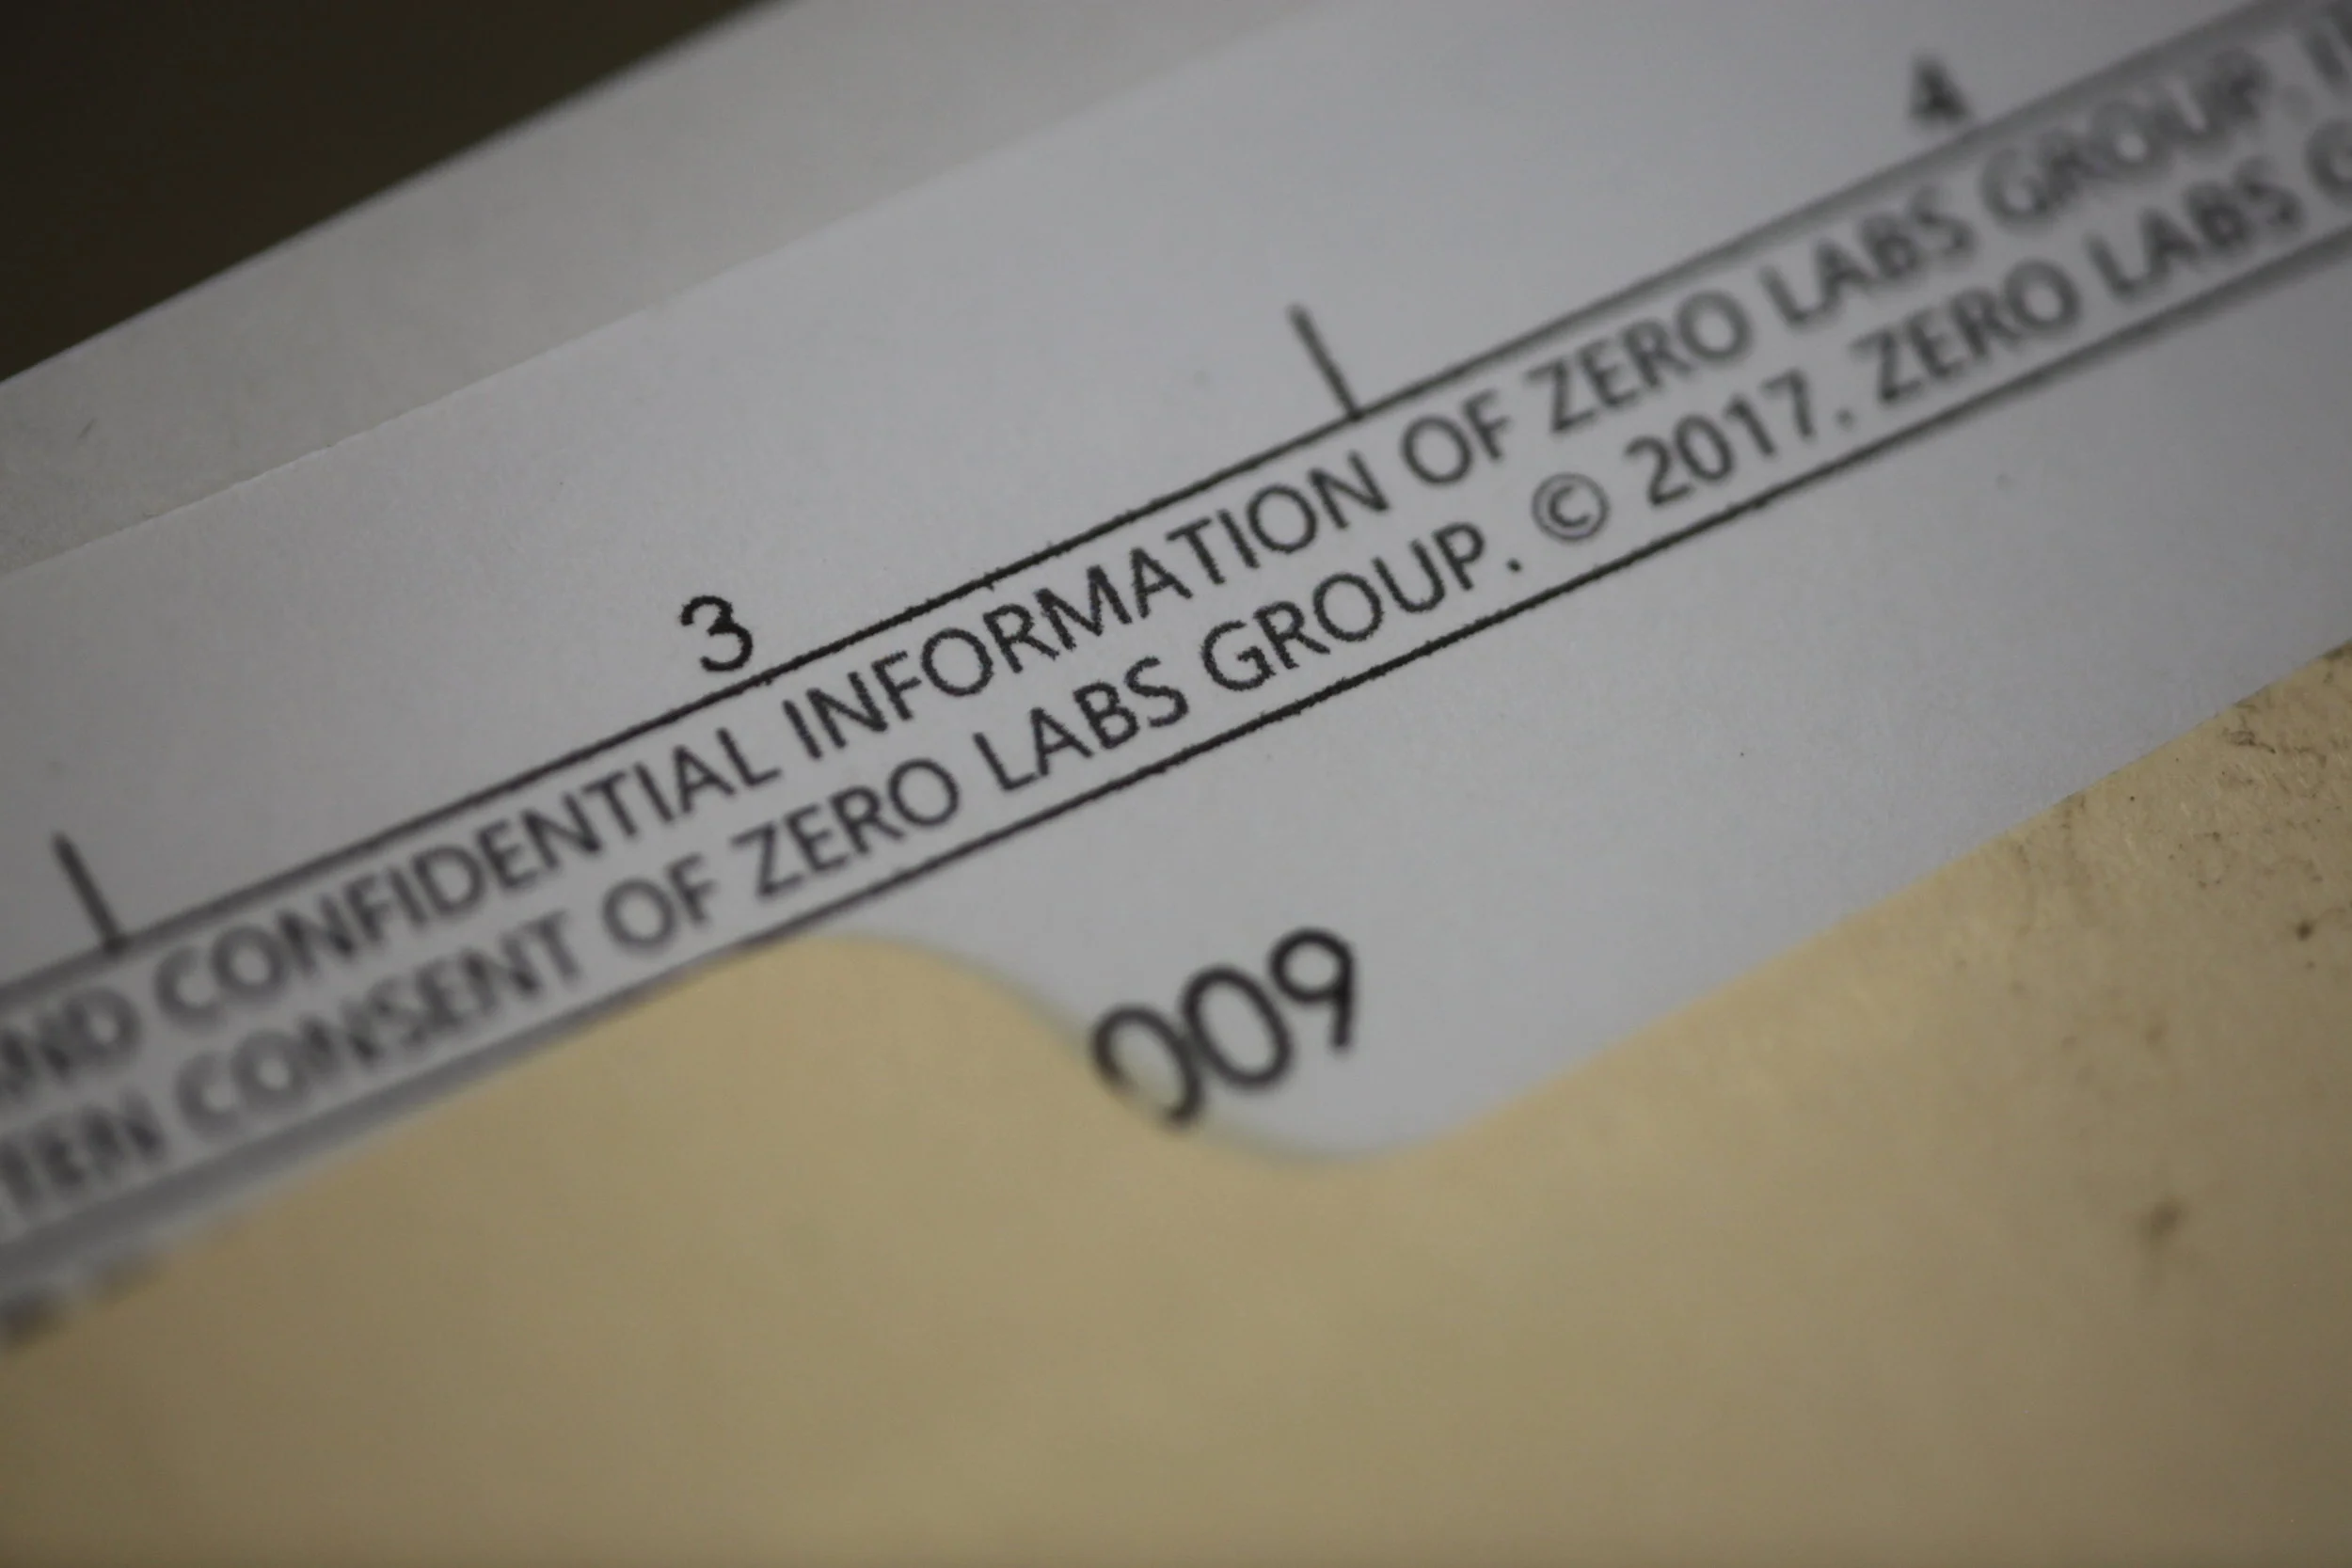 3 4
CONFIDENTIAL INFORMATION OF ZERO LABS GROUP,
CONSENT OF ZERO LABS GROUP. © 2017. ZERO LABS
009